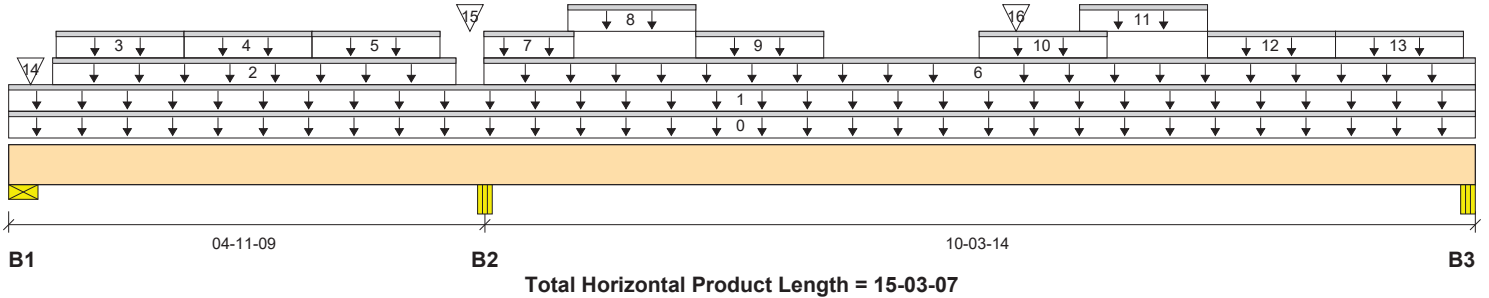 15 8 16 11
3 4 5 7 9 10 12 13
14 2 6
1
0
04-11-09 10-03-14
B1 B2 B3
Total Horizontal Product Length = 15-03-07